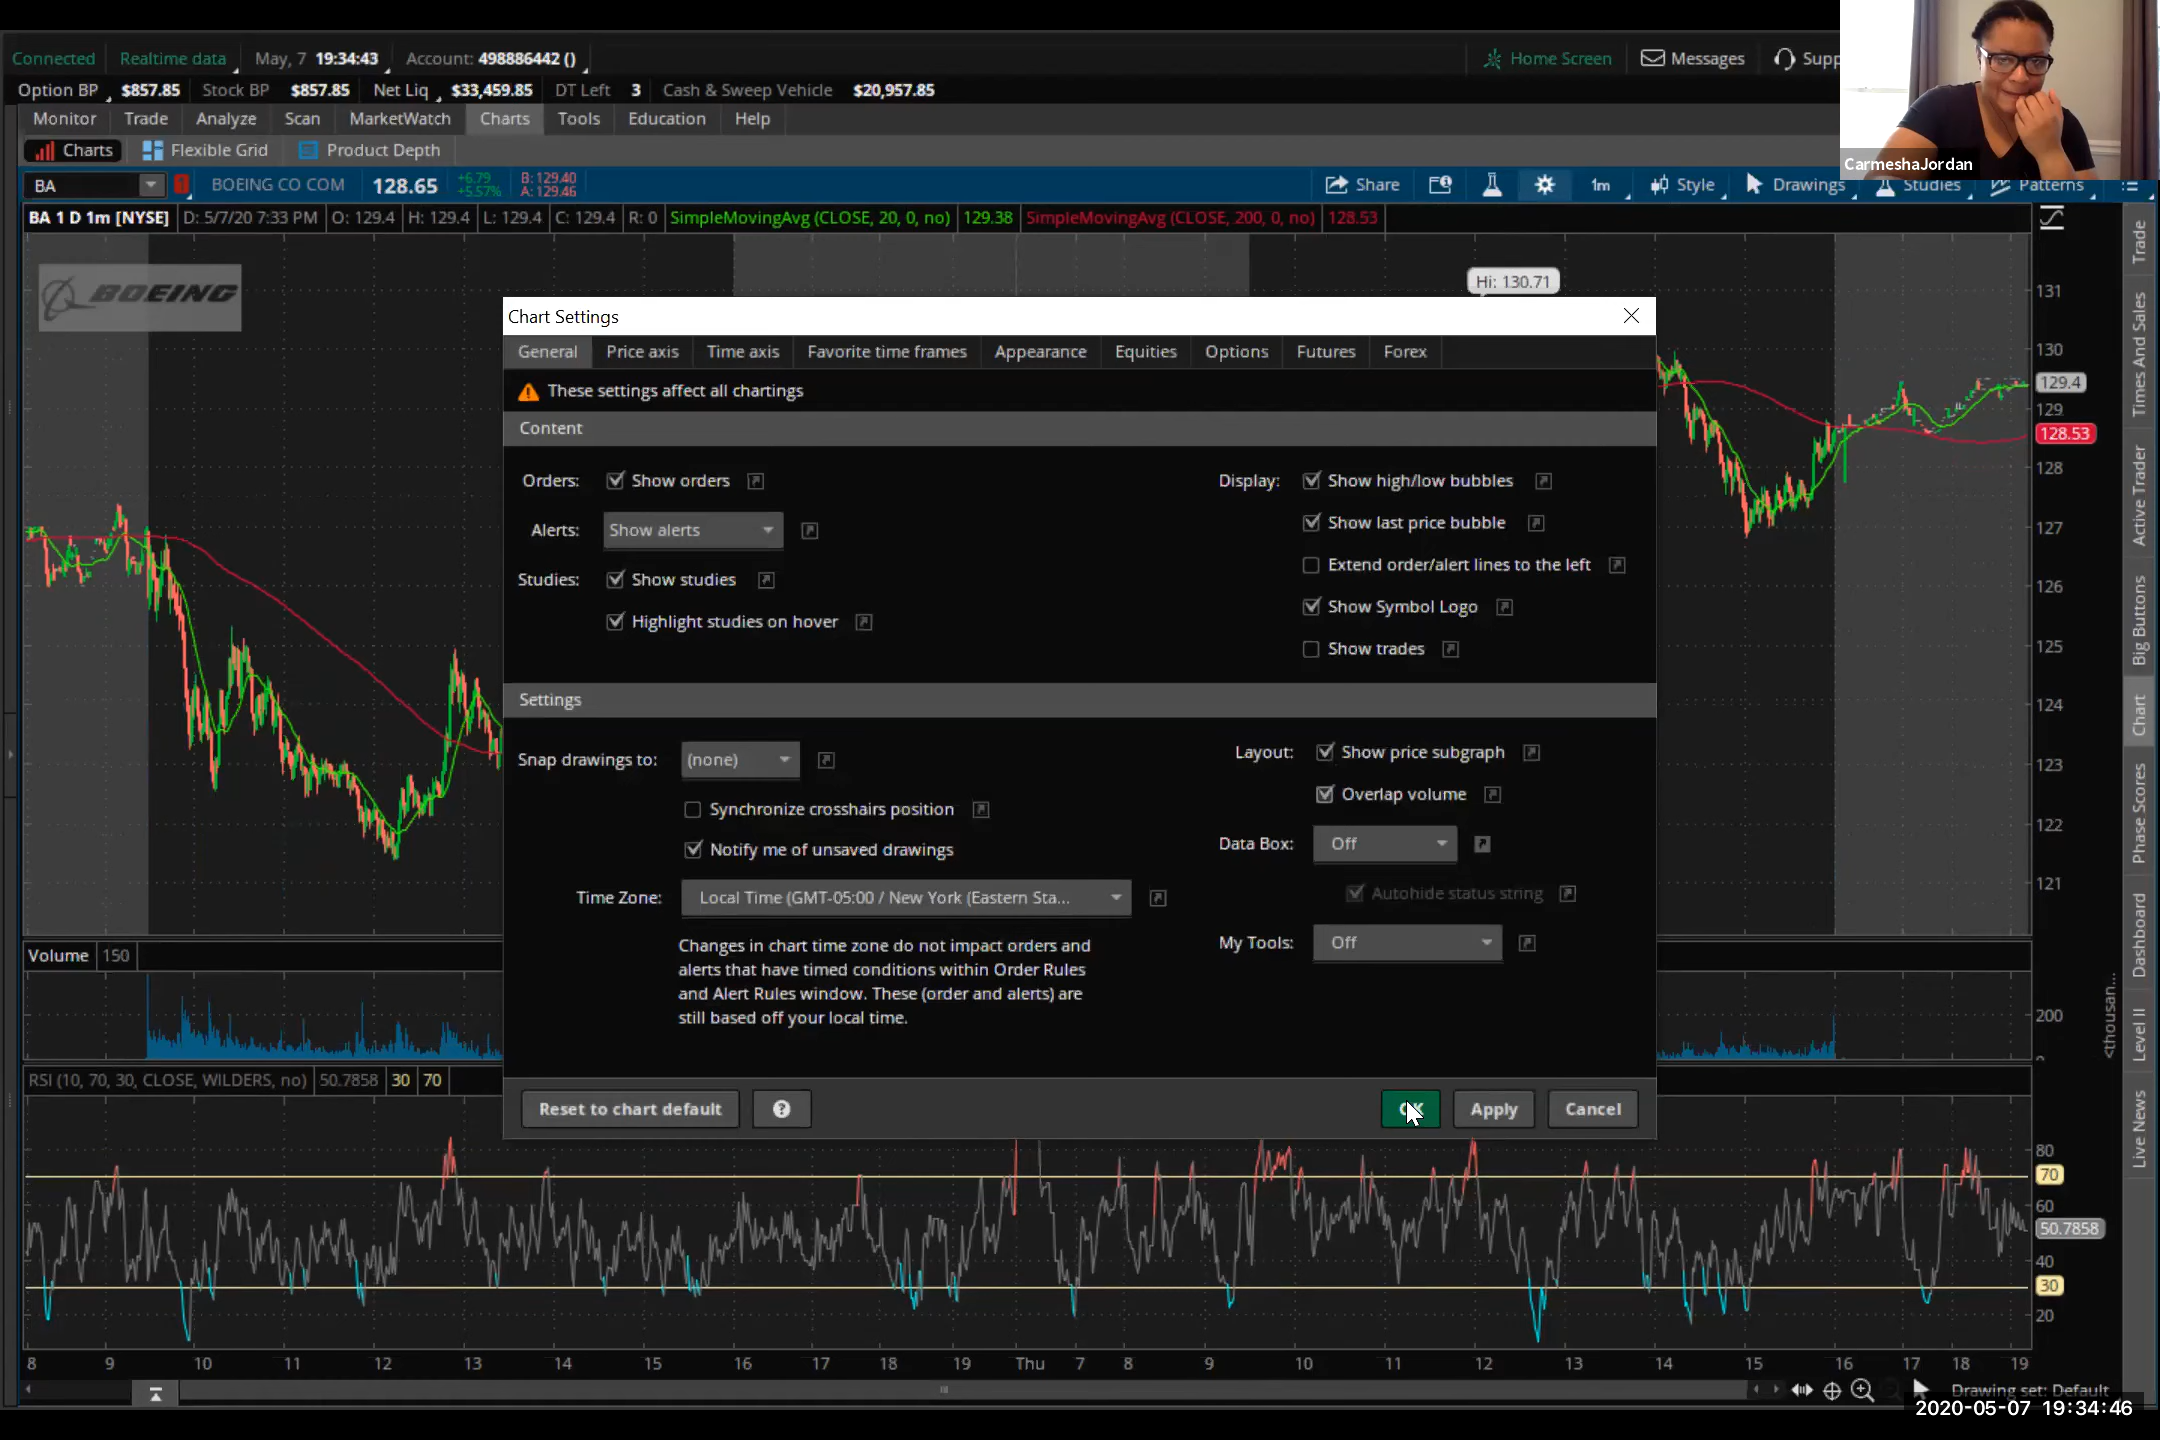 Connected Realtime data May, 7 19:34:43 Account: 498886442 () Home Screen Messages Supp
Option BP $857.85 Stock BP $857.85 Net Liq $33,459.85 DT Left 3 Cash & Sweep Vehicle $20,957.85
Monitor Trade Analyze Scan MarketWatch Charts Tools Education Help
CarmeshaJordan
Charts Flexible Grid Product Depth
BA BOEING CO COM 128.65 +6.79 +5.57% B: 129.40 A: 129.46 Share 1m Style Drawings Studies Patterns
BA 1 D 1m [NYSE] D: 5/7/20 7:33 PM O: 129.4 H: 129.4 L: 129.4 C: 129.4 R: 0 SimpleMovingAvg (CLOSE, 20, 0, no) 129.38 SimpleMovingAvg (CLOSE, 200, 0, no) 128.53
BOEING
Hi: 130.71
Chart Settings
General Price axis Time axis Favorite time frames Appearance Equities Options Futures Forex
These settings affect all chartings
Content
Orders: Show orders Display: Show high/low bubbles
Show last price bubble
Alerts: Show alerts
Extend order/alert lines to the left
Studies: Show studies
Show Symbol Logo
Highlight studies on hover
Show trades
Settings
Snap drawings to: (none) Layout: Show price subgraph
Overlap volume
Synchronize crosshairs position
Notify me of unsaved drawings Data Box: Off
Time Zone: Local Time (GMT-05:00 / New York (Eastern Sta... Autohide status string
Changes in chart time zone do not impact orders and My Tools: Off
alerts that have timed conditions within Order Rules
and Alert Rules window. These (order and alerts) are
still based off your local time.
Reset to chart default ? Apply Cancel
131
130
129.4
129
128.53
128
127
126
125
124
123
122
121
Volume 150
200
<thousan...
RSI (10, 70, 30, CLOSE, WILDERS, no) 50.7858 30 70
80
70
60
50.7858
40
30
20
8 9 10 11 12 13 14 15 16 17 18 19 Thu 7 8 9 10 11 12 13 14 15 16 17 18 19
Drawing set: Default
2020-05-07 19:34:46
Trade
Times And Sales
Active Trader
Big Buttons
Chart
Phase Scores
Dashboard
Level II
Live News